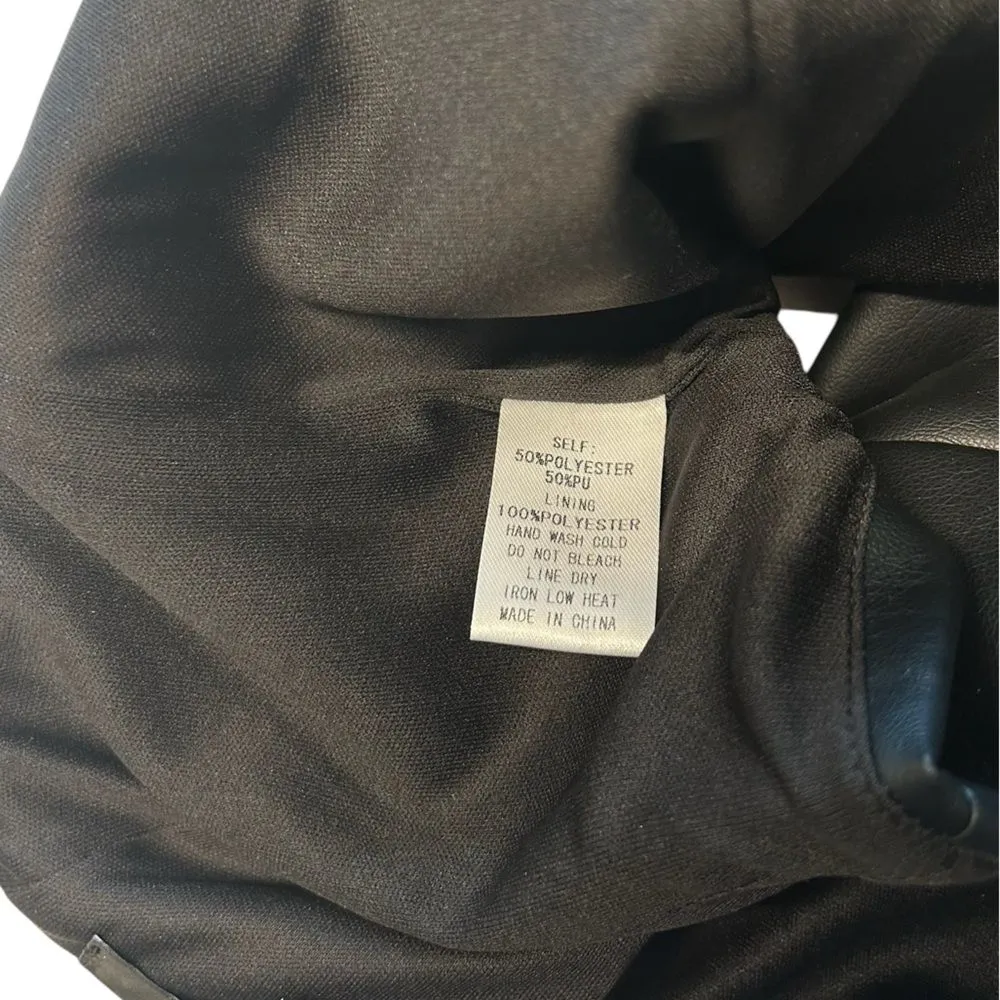 SELF:
50%POLYESTER
50%PU
LINING
100%POLYESTER
HAND WASH COLD
DO NOT BLEACH
LINE DRY
IRON LOW HEAT
MADE IN CHINA